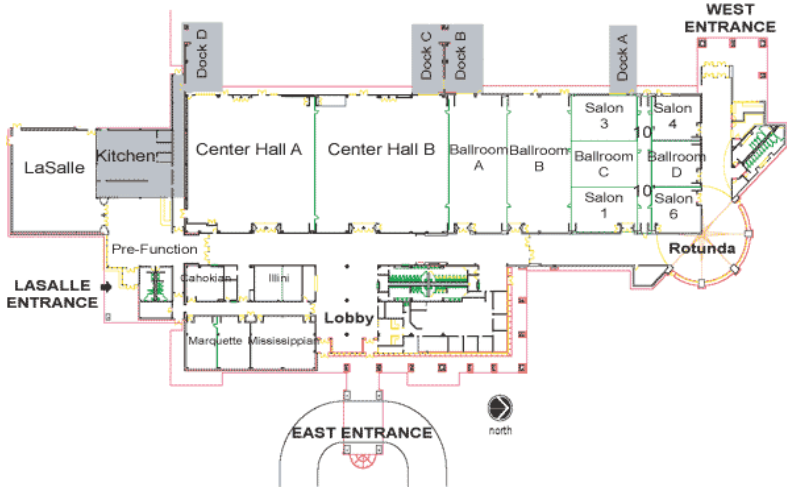 WEST
ENTRANCE
Dock D
Dock C
Dock B
Dock A
Salon
3
Salon
4
10'
Kitchen
LaSalle
Center Hall A
Center Hall B
Ballroom
A
Ballroom
B
Ballroom
C
Ballroom
D
10'
Salon
1
Salon
6
Pre-Function
Rotunda
LASALLE
ENTRANCE
Cahokian
Illini
Lobby
Marquette
Mississippian
north
EAST ENTRANCE